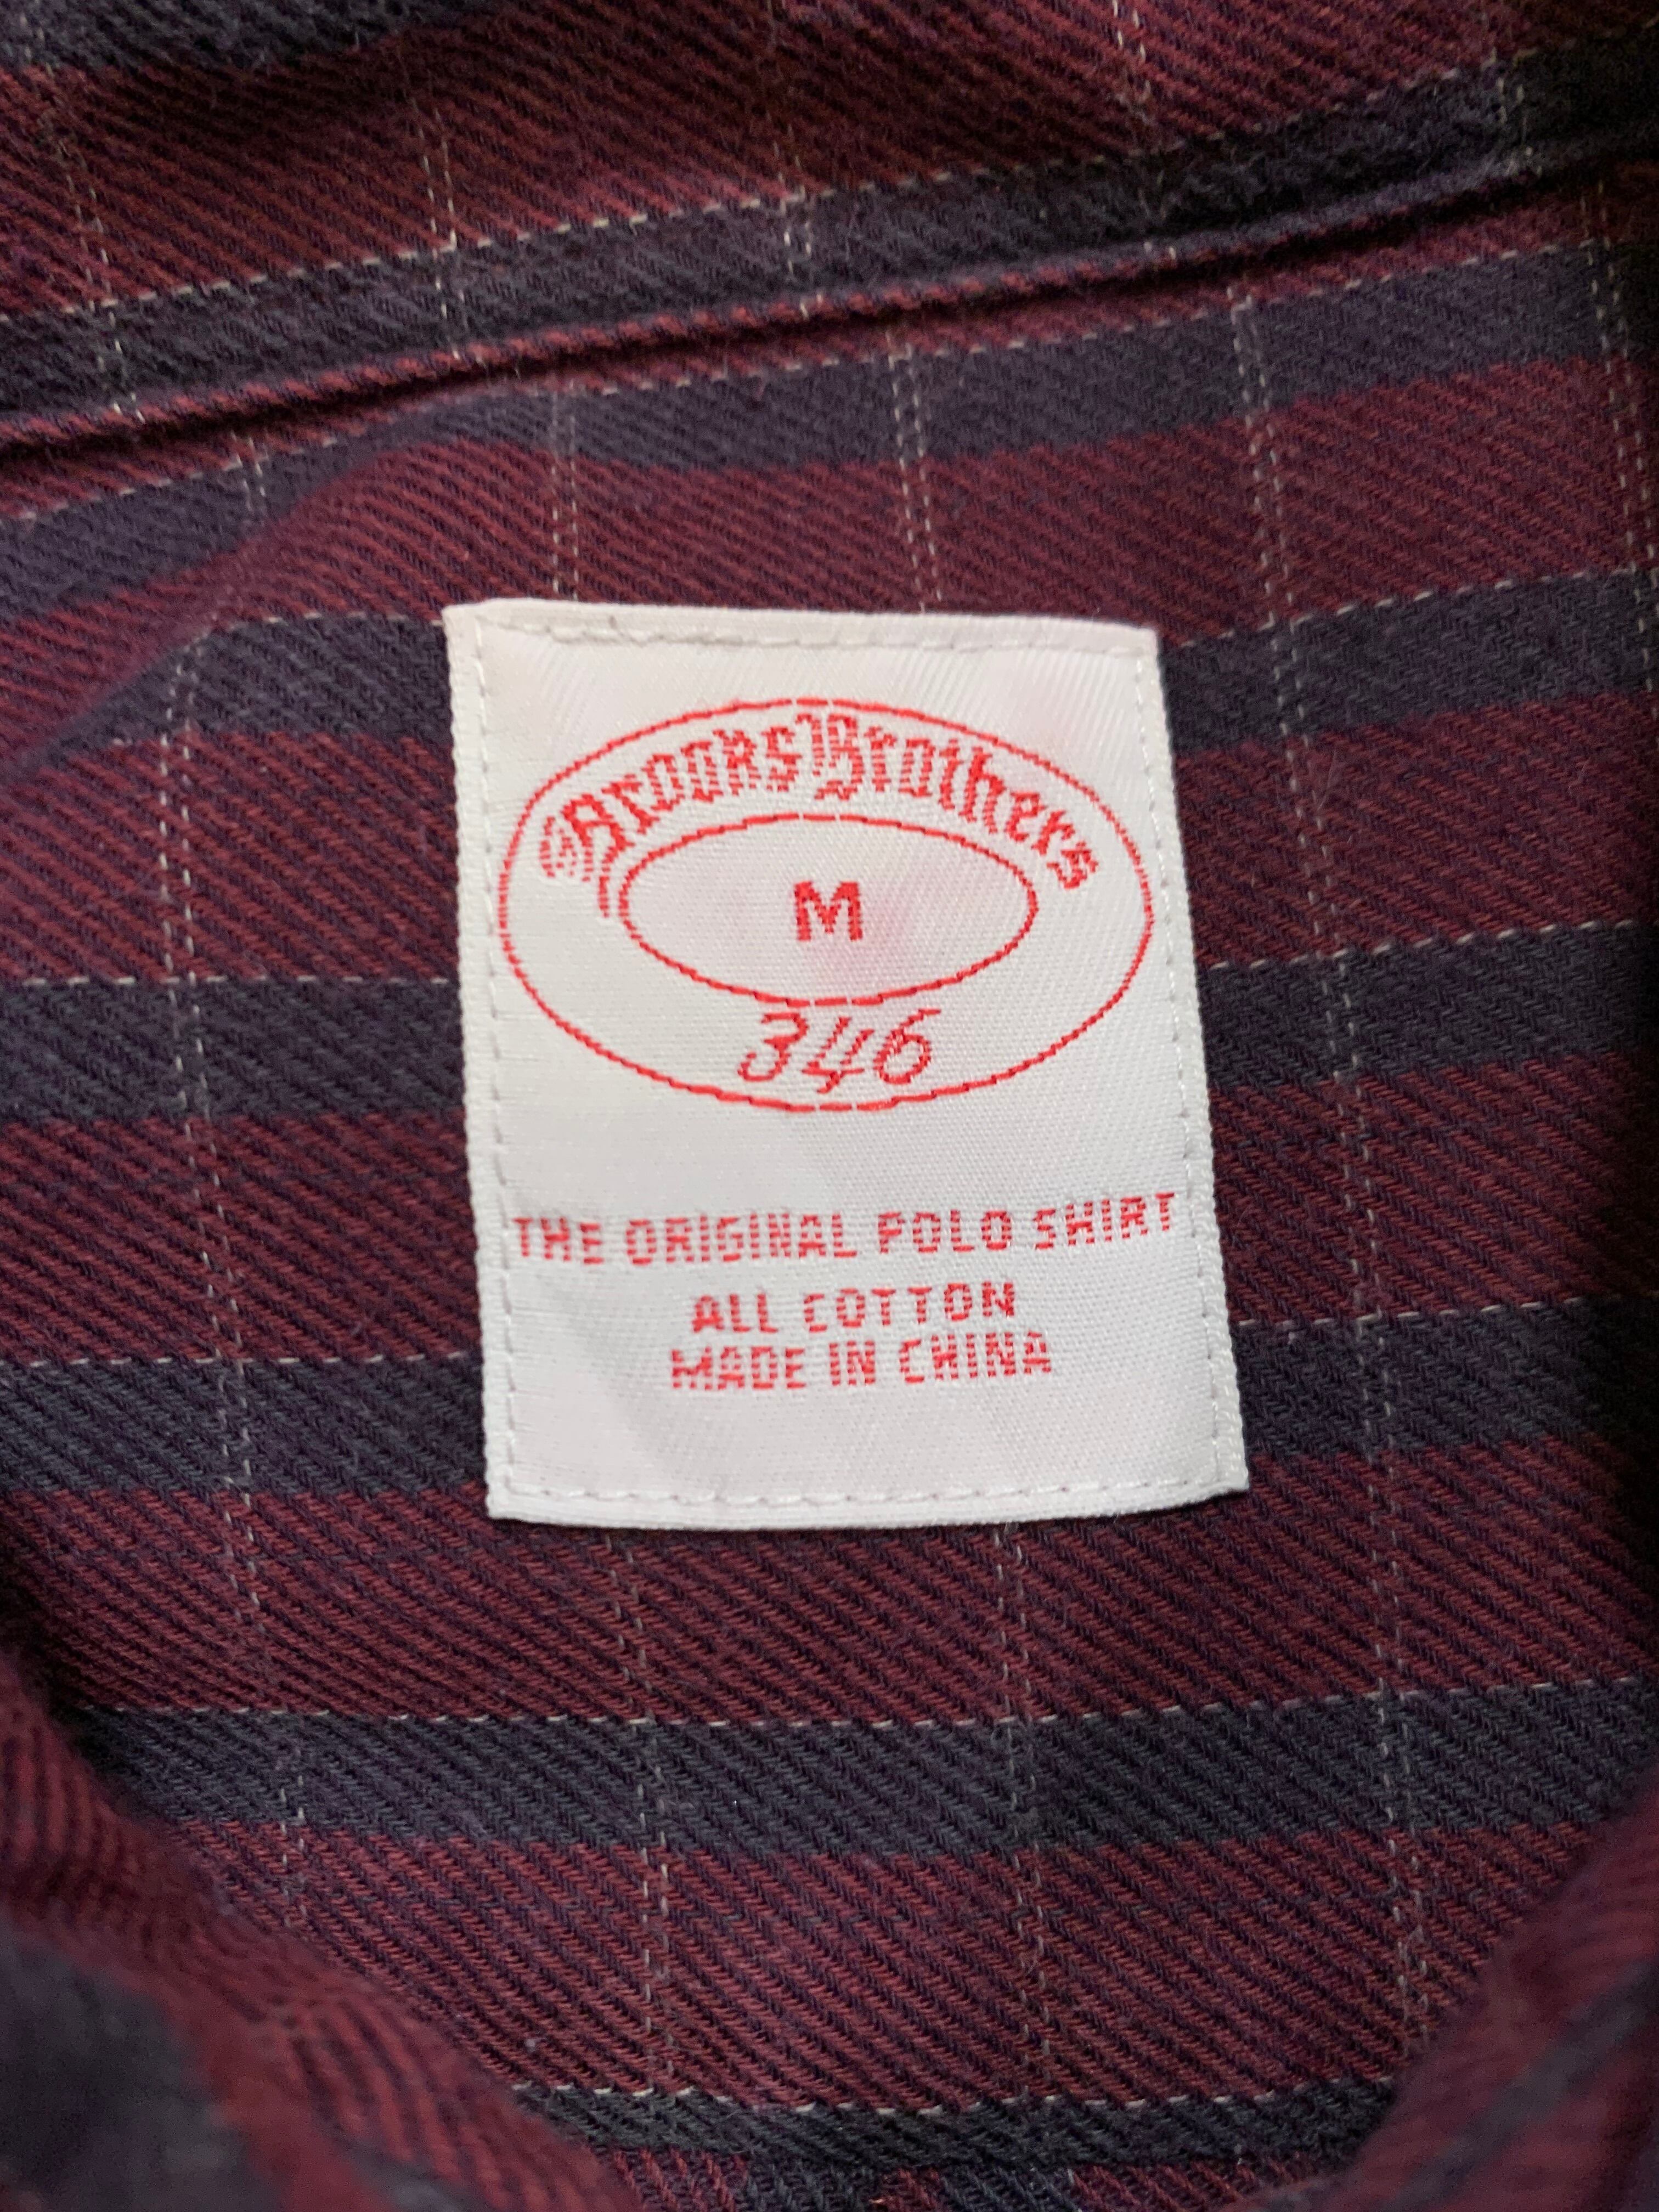 Brooks Brothers
M
346
THE ORIGINAL POLO SHIRT
ALL COTTON
MADE IN CHINA